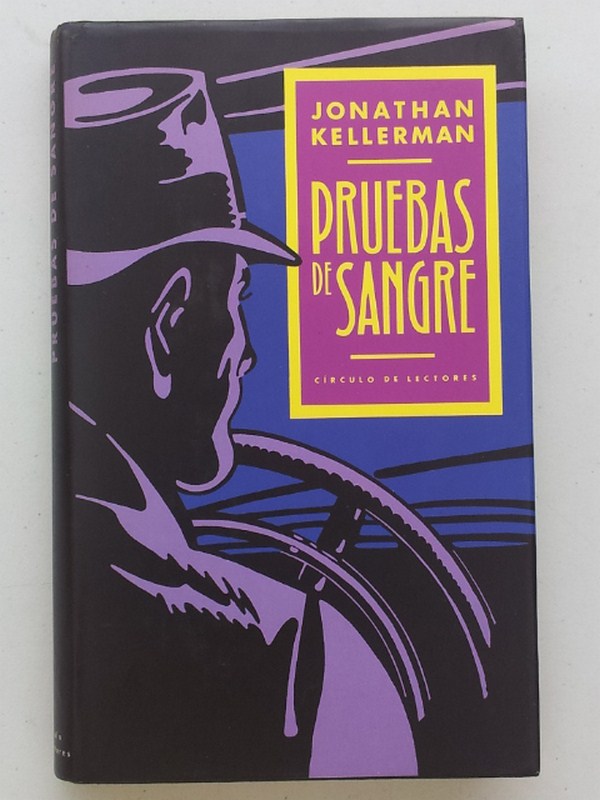 JONATHAN
KELLERMAN
PRUEBAS
DE SANGRE
CÍRCULO DE LECTORES
PRUEBAS DE SANGRE